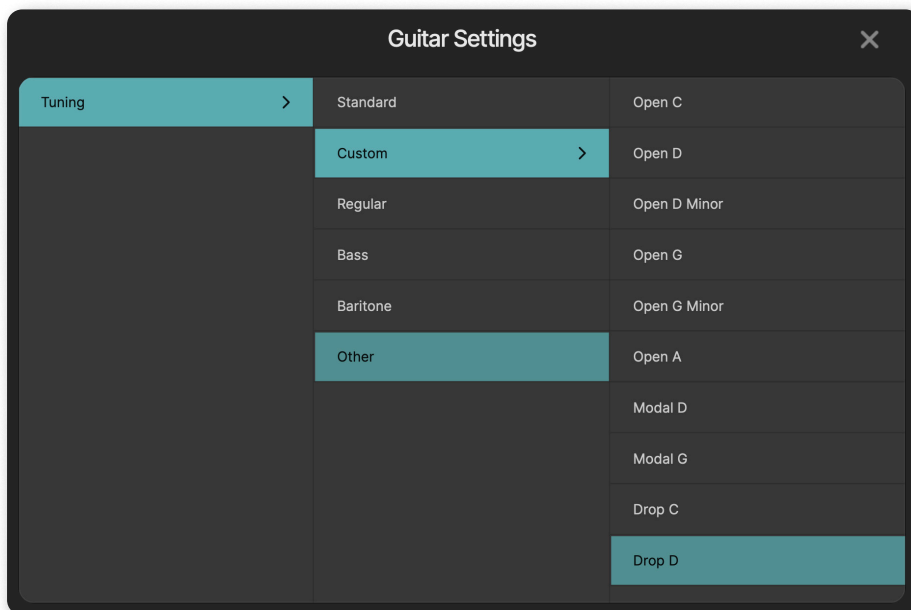 Guitar Settings
Tuning
Standard
Custom
Regular
Bass
Baritone
Other
Open C
Open D
Open D Minor
Open G
Open G Minor
Open A
Modal D
Modal G
Drop C
Drop D